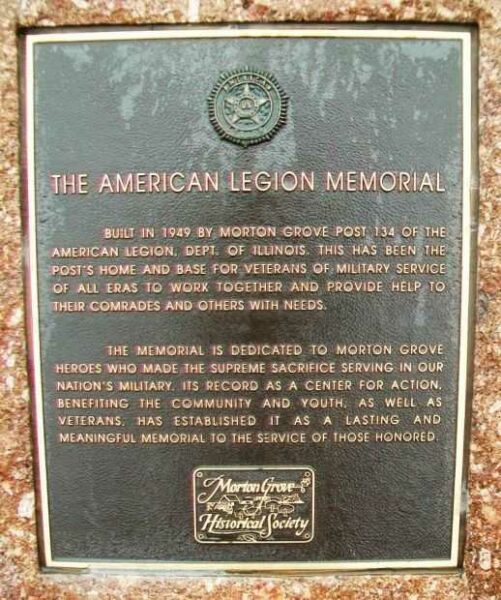 THE AMERICAN LEGION MEMORIAL
BUILT IN 1949 BY MORTON GROVE POST 134 OF THE
AMERICAN LEGION, DEPT. OF ILLINOIS. THIS HAS BEEN THE
POST'S HOME AND BASE FOR VETERANS OF MILITARY SERVICE
OF ALL ERAS TO WORK TOGETHER AND PROVIDE HELP TO
THEIR COMRADES AND OTHERS WITH NEEDS.
THE MEMORIAL IS DEDICATED TO MORTON GROVE
HEROES WHO MADE THE SUPREME SACRIFICE SERVING IN OUR
NATION'S MILITARY. ITS RECORD AS A CENTER FOR ACTION,
BENEFITING THE COMMUNITY AND YOUTH, AS WELL AS
VETERANS, HAS ESTABLISHED IT AS A LASTING AND
MEANINGFUL MEMORIAL TO THE SERVICE OF THOSE HONORED.
Morton Grove
Historical Society